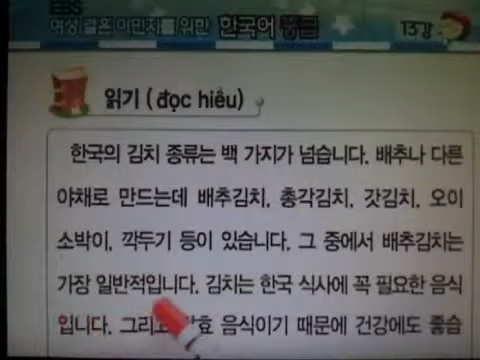 EBS
여성 결혼 이민자를 위한 한국어 중급 13강
읽기 (đọc hiểu)
한국의 김치 종류는 백 가지가 넘습니다. 배추나 다른
야채로 만드는데 배추김치, 총각김치, 갓김치, 오이
소박이, 깍두기 등이 있습니다. 그 중에서 배추김치는
가장 일반적입니다. 김치는 한국 식사에 꼭 필요한 음식
입니다. 그리고 음식이기 때문에 건강에도 좋습